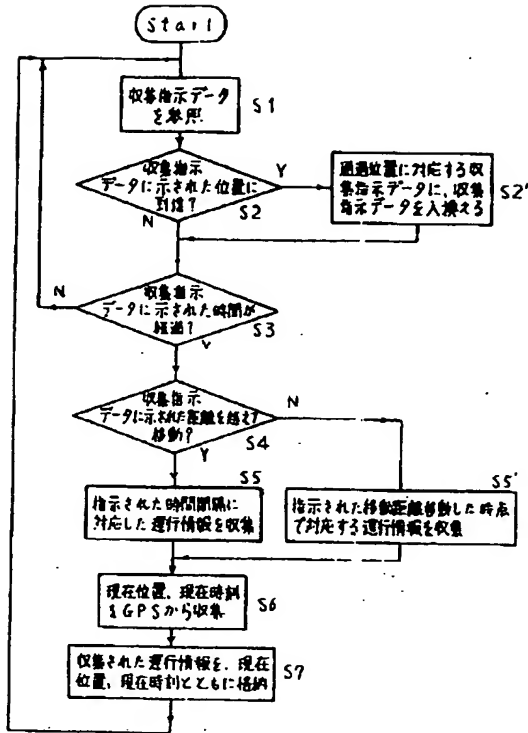 Start
収集指示データ
を参照
S1
収集指示
データに示された位置に
到達?
Y
N
S2
通過位置に対応する収
集指示データに、収集
指示データを入換える
S2'
収集指示
データに示された時間が
経過?
N
Y
S3
収集指示
データに示された距離を越えて
移動?
N
Y
S4
S5
指示された時間間隔に
対応した運行情報を収集
S5'
指示された移動距離移動した時点
で対応する運行情報を収集
現在位置、現在時刻
をGPSから収集
S6
収集された運行情報を、現在
位置、現在時刻とともに格納
S7